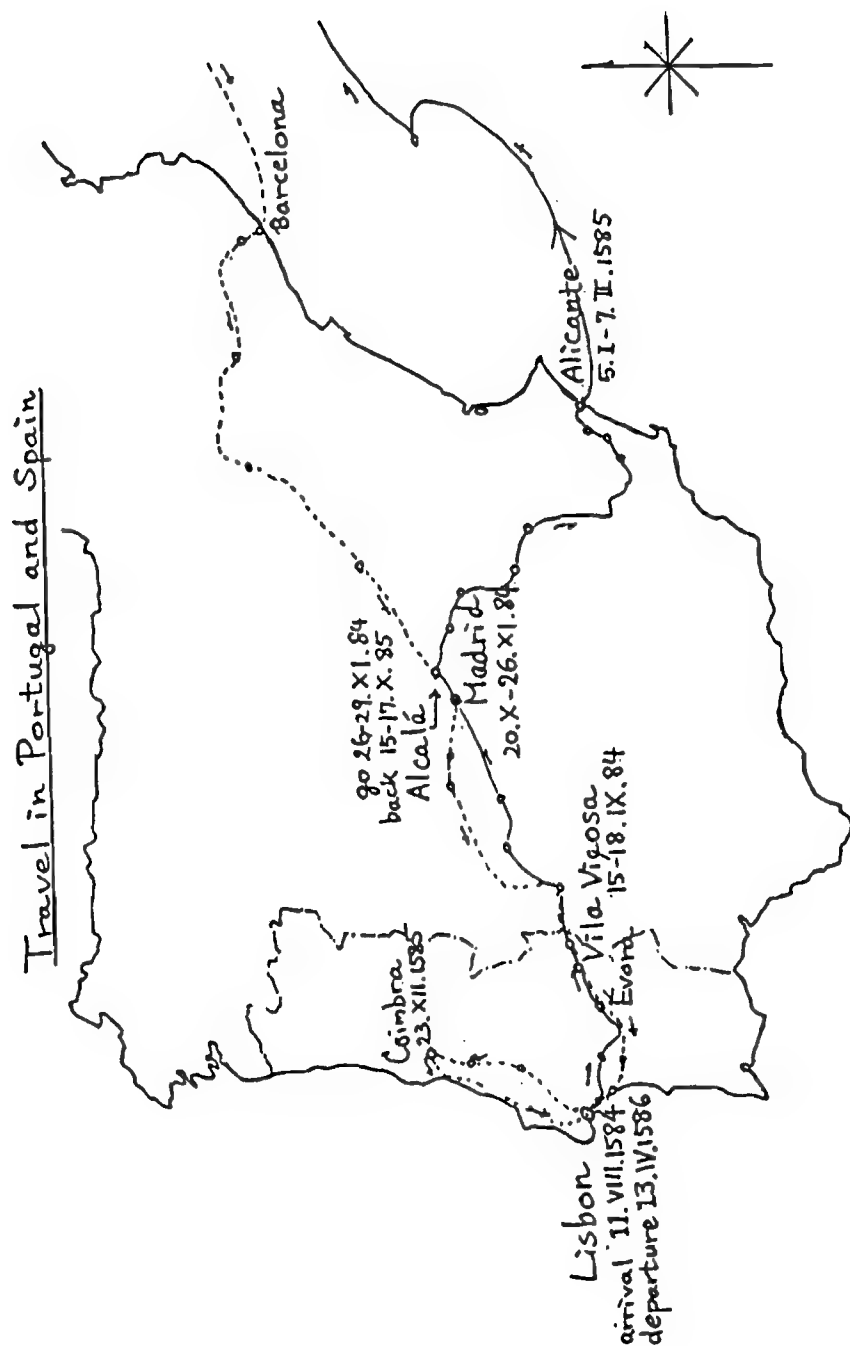 Travel in Portugal and Spain
Barcelona
go 26-29.XI.84
back 15-17.X.85
Alcalá
Madrid
20.X-26.XI.84
Alicante
5.I-7.II.1585
Coimbra
23.XII.1585
Vila Viçosa
15-18.IX.84
Evora
Lisbon
arrival 11.VIII.1584
departure 13.IV.1586